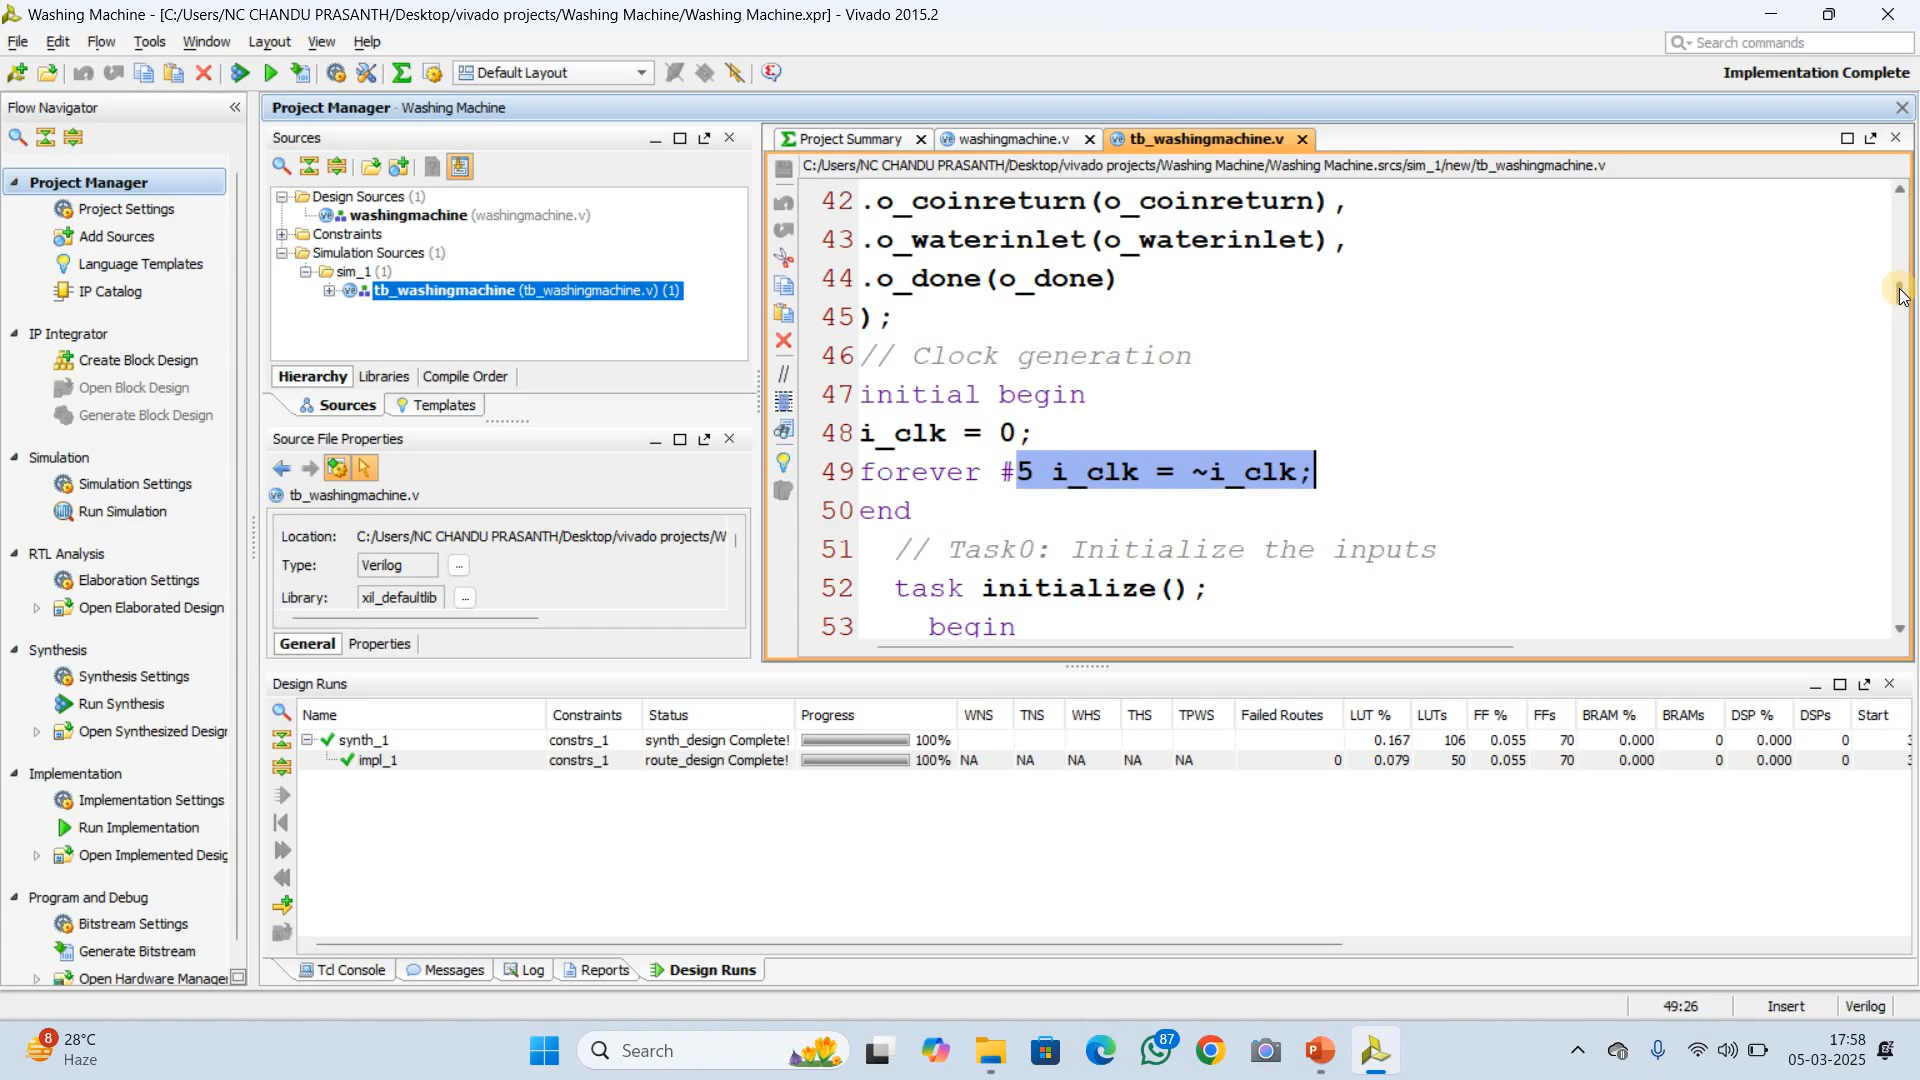 Washing Machine - [C:/Users/NC CHANDU PRASANTH/Desktop/vivado projects/Washing Machine/Washing Machine.xpr] - Vivado 2015.2
File Edit Flow Tools Window Layout View Help
Search commands
Default Layout
Implementation Complete
Flow Navigator
Project Manager
Project Settings
Add Sources
Language Templates
IP Catalog
IP Integrator
Create Block Design
Open Block Design
Generate Block Design
Simulation
Simulation Settings
Run Simulation
RTL Analysis
Elaboration Settings
Open Elaborated Design
Synthesis
Synthesis Settings
Run Synthesis
Open Synthesized Design
Implementation
Implementation Settings
Run Implementation
Open Implemented Desig
Program and Debug
Bitstream Settings
Generate Bitstream
Open Hardware Manager
Project Manager - Washing Machine
Sources
Design Sources (1)
washingmachine (washingmachine.v)
Constraints
Simulation Sources (1)
sim_1 (1)
tb_washingmachine (tb_washingmachine.v) (1)
Hierarchy Libraries Compile Order
Sources Templates
Source File Properties
tb_washingmachine.v
Location: C:/Users/NC CHANDU PRASANTH/Desktop/vivado projects/W
Type: Verilog ...
Library: xil_defaultlib ...
General Properties
Project Summary washingmachine.v tb_washingmachine.v
C:/Users/NC CHANDU PRASANTH/Desktop/vivado projects/Washing Machine/Washing Machine.srcs/sim_1/new/tb_washingmachine.v
42 .o_coinreturn(o_coinreturn),
43 .o_waterinlet(o_waterinlet),
44 .o_done(o_done)
45 );
46 // Clock generation
47 initial begin
48 i_clk = 0;
49 forever #5 i_clk = ~i_clk;
50 end
51 // Task0: Initialize the inputs
52 task initialize();
53 begin
Design Runs
Name Constraints Status Progress WNS TNS WHS THS TPWS Failed Routes LUT % LUTs FF % FFs BRAM % BRAMs DSP % DSPs Start
synth_1 constrs_1 synth_design Complete! 100% 0.167 106 0.055 70 0.000 0 0.000 0
impl_1 constrs_1 route_design Complete! 100% NA NA NA NA NA 0 0.079 50 0.055 70 0.000 0 0.000 0
Tcl Console Messages Log Reports Design Runs
49:26 Insert Verilog
8
28°C
Haze
Search
87
17:58
05-03-2025